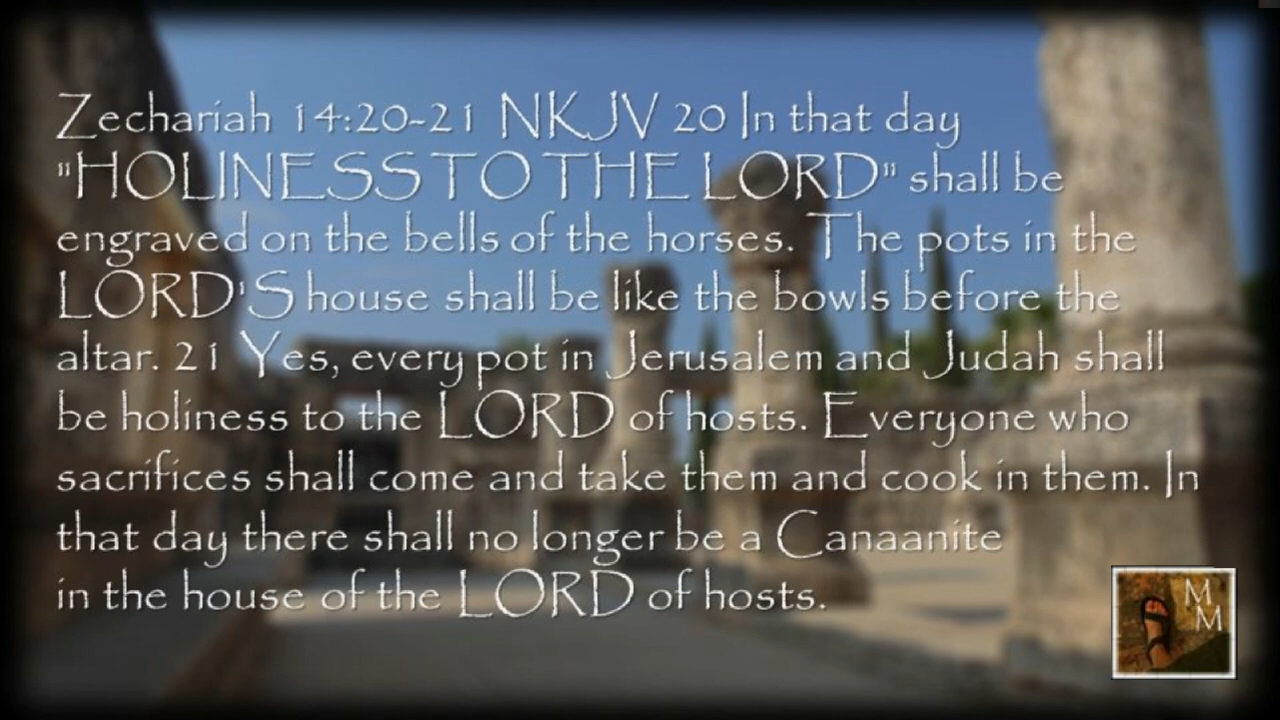 Zechariah 14:20-21 NKJV 20 In that day
"HOLINESS TO THE LORD" shall be
engraved on the bells of the horses. The pots in the
LORD'S house shall be like the bowls before the
altar. 21 Yes, every pot in Jerusalem and Judah shall
be holiness to the LORD of hosts. Everyone who
sacrifices shall come and take them and cook in them. In
that day there shall no longer be a Canaanite
in the house of the LORD of hosts.
M
M